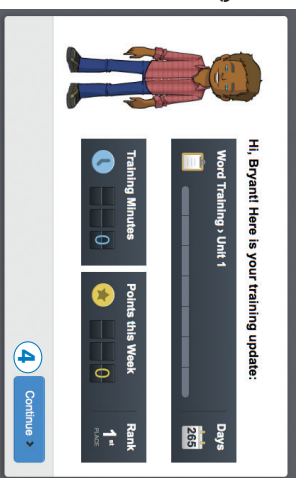 Hi, Bryant! Here is your training update:
Word Training › Unit 1
Days
265
Training Minutes
0
Points this Week
0
Rank
1st
PLACE
4
Continue ›